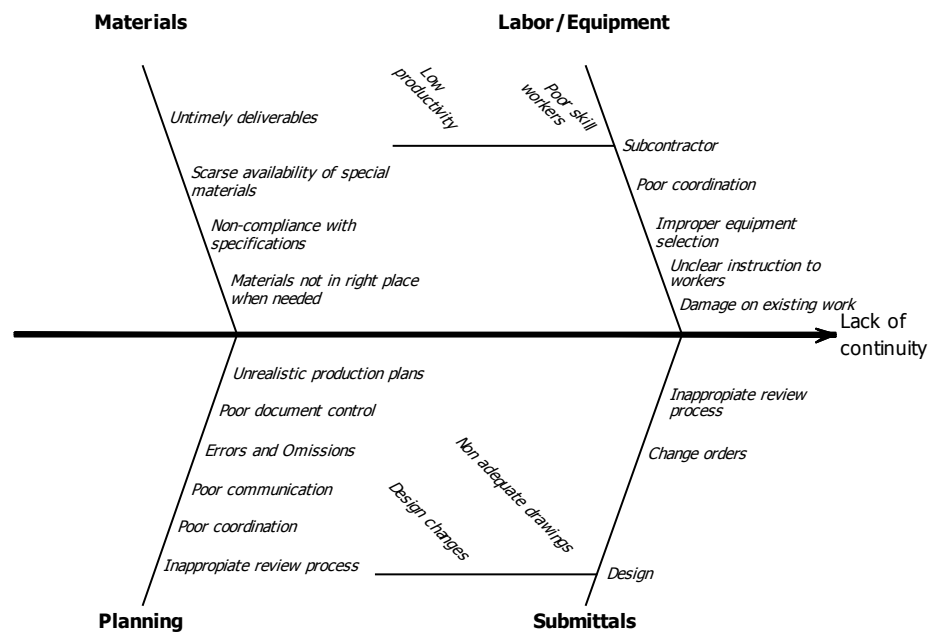 Materials
Labor/Equipment
Low
productivity
Poor skill
workers
Untimely deliverables
Subcontractor
Scarse availability of special
materials
Poor coordination
Non-compliance with
specifications
Improper equipment
selection
Materials not in right place
when needed
Unclear instruction to
workers
Damage on existing work
Lack of
continuity
Unrealistic production plans
Poor document control
Errors and Omissions
Poor communication
Poor coordination
Inappropiate review process
Inappropiate review
process
Change orders
Non adequate drawings
Design changes
Design
Planning
Submittals